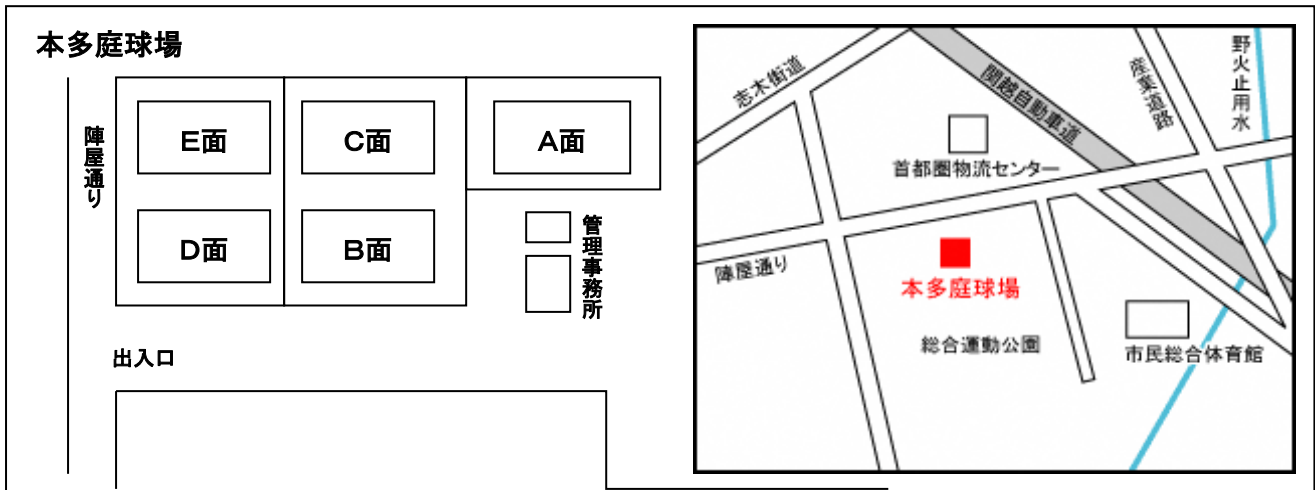 本多庭球場
陣屋通り
E面
C面
A面
D面
B面
管理事務所
出入口
志木街道
関越自動車道
産業道路
野火止用水
首都圏物流センター
陣屋通り
本多庭球場
総合運動公園
市民総合体育館